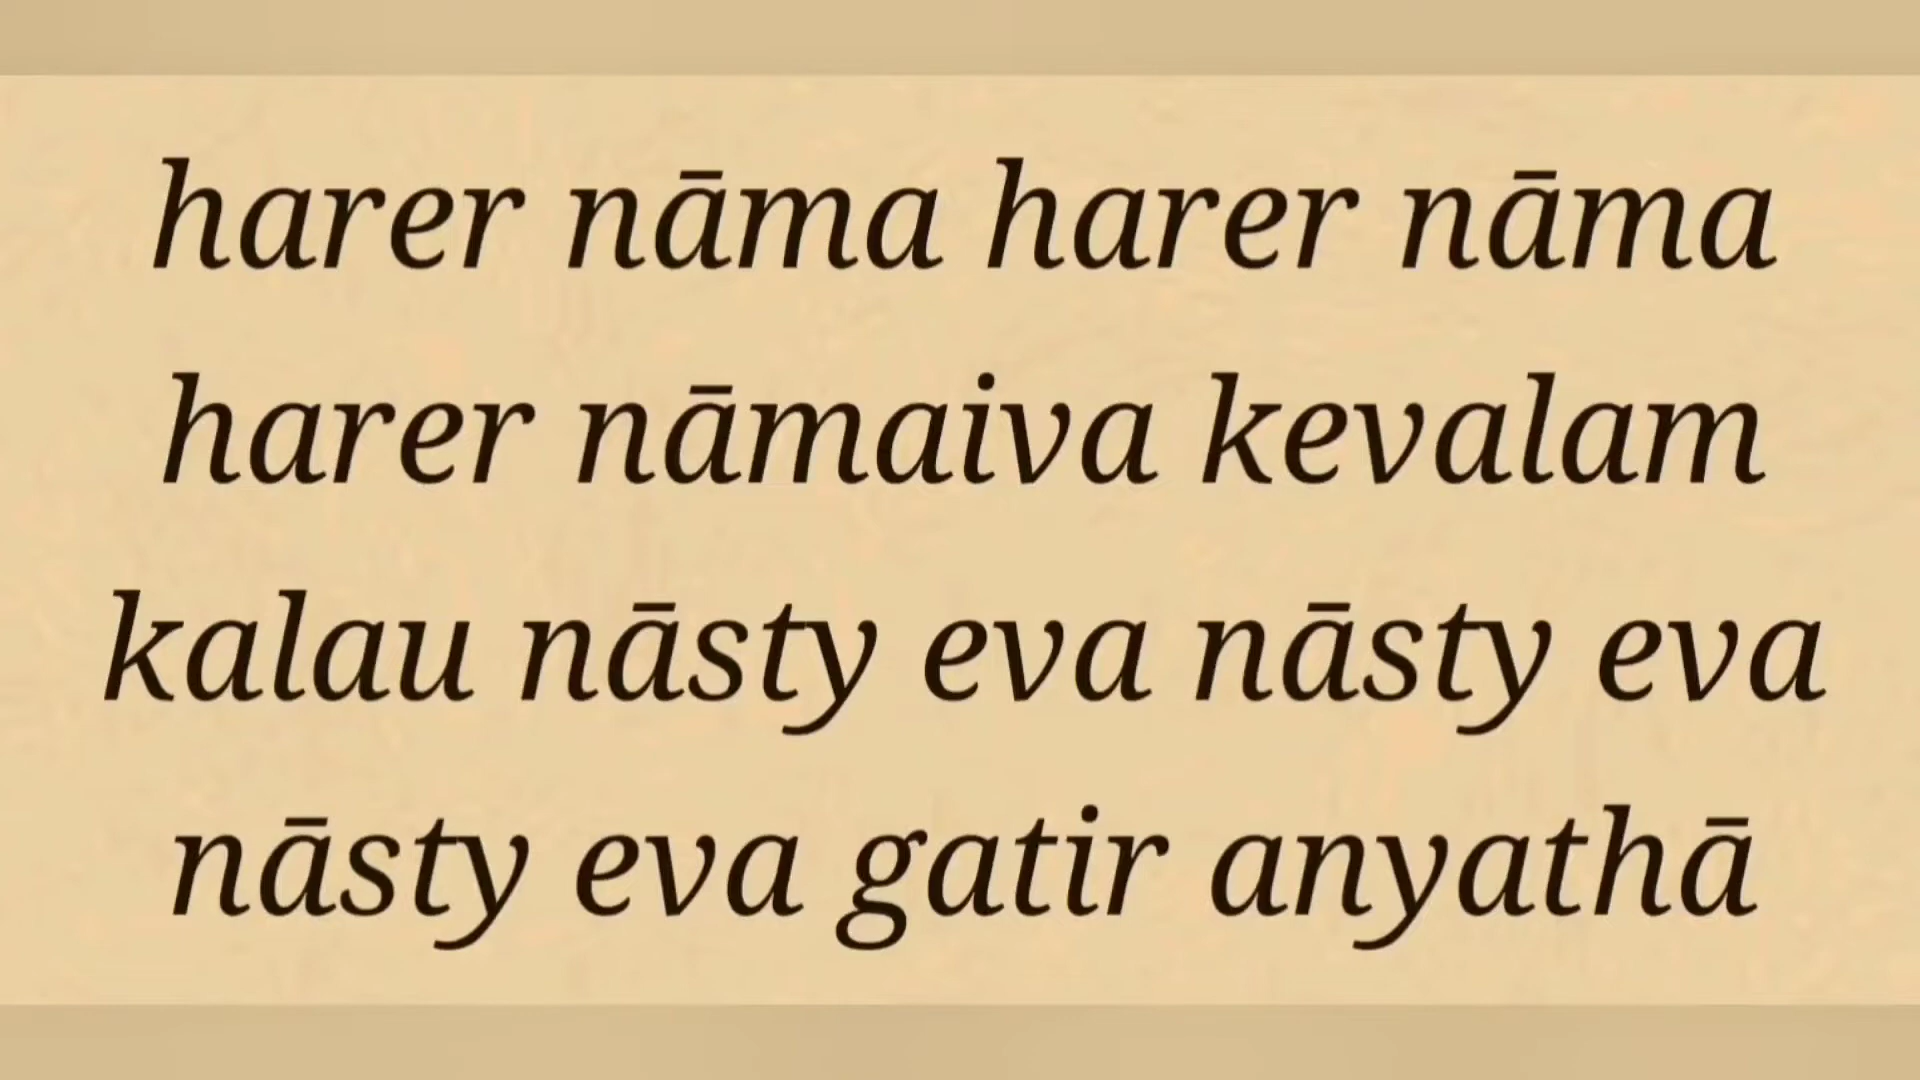 harer nāma harer nāma
harer nāmaiva kevalam
kalau nāsty eva nāsty eva
nāsty eva gatir anyathā